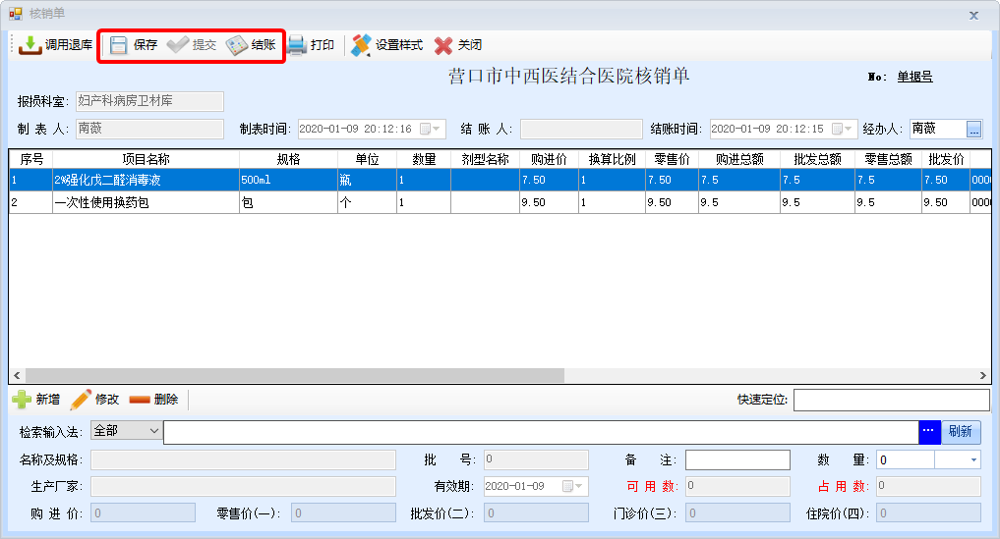 核销单
调用退库 保存 提交 结账 打印 设置样式 关闭
营口市中西医结合医院核销单 No: 单据号
报损科室: 妇产科病房卫材库
制 表 人: 南薇 制表时间: 2020-01-09 20:12:16 结 账 人: 结账时间: 2020-01-09 20:12:15 经办人: 南薇 ...
序号 项目名称 规格 单位 数量 剂型名称 购进价 换算比例 零售价 购进总额 批发总额 零售总额 批发价
1 2%强化戊二醛消毒液 500ml 瓶 1 7.50 1 7.50 7.5 7.5 7.5 7.50 0000
2 一次性使用换药包 包 个 1 9.50 1 9.50 9.5 9.5 9.5 9.50 0000
新增 修改 删除 快速定位:
检索输入法: 全部 ... 刷新
名称及规格: 批 号: 0 备 注: 数 量: 0
生产厂家: 有效期: 2020-01-09 可 用 数: 0 占 用 数: 0
购 进 价: 0 零售价(一): 0 批发价(二): 0 门诊价(三): 0 住院价(四): 0